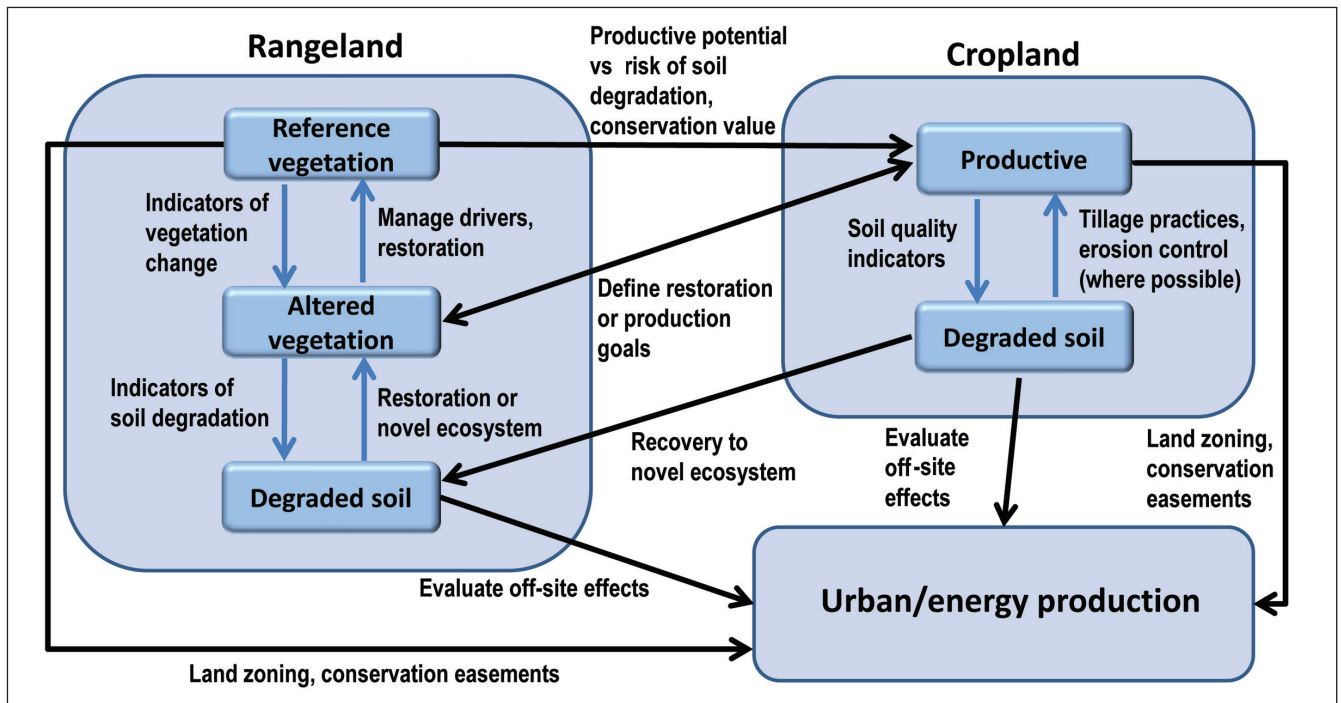 Rangeland
Productive potential
vs risk of soil
degradation,
conservation value
Cropland
Reference
vegetation
Productive
Indicators of
vegetation
change
Manage drivers,
restoration
Soil quality
indicators
Tillage practices,
erosion control
(where possible)
Altered
vegetation
Define restoration
or production
goals
Degraded soil
Indicators of
soil degradation
Restoration or
novel ecosystem
Recovery to
novel ecosystem
Evaluate
off-site
effects
Land zoning,
conservation
easements
Degraded soil
Evaluate off-site effects
Urban/energy production
Land zoning, conservation easements